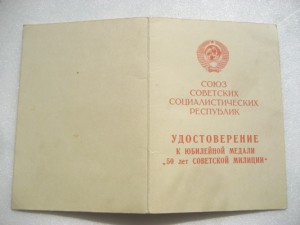 СОЮЗ
СОВЕТСКИХ
СОЦИАЛИСТИЧЕСКИХ
РЕСПУБЛИК
УДОСТОВЕРЕНИЕ
К ЮБИЛЕЙНОЙ МЕДАЛИ
„50 лет СОВЕТСКОЙ МИЛИЦИИ“